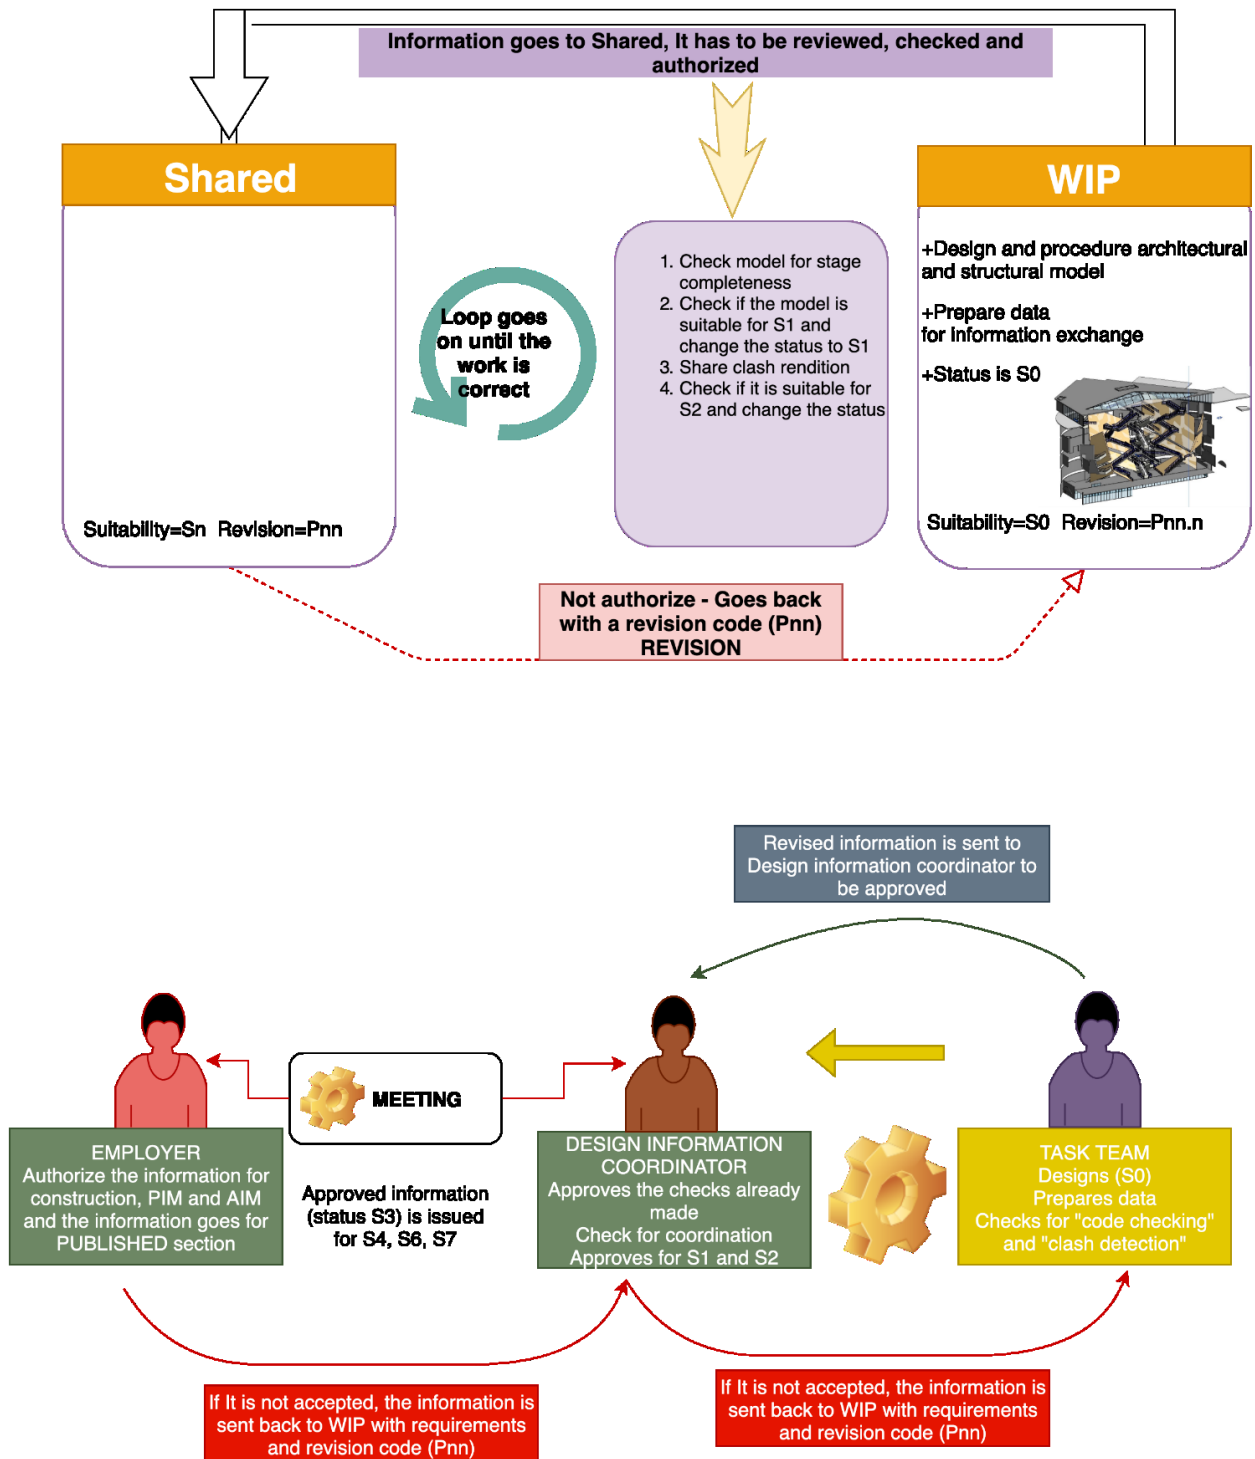 Information goes to Shared, It has to be reviewed, checked and
authorized
Shared
WIP
Loop goes
on until the
work is
correct
1. Check model for stage
completeness
2. Check if the model is
suitable for S1 and
change the status to S1
3. Share clash rendition
4. Check if it is suitable for
S2 and change the status
+Design and procedure architectural
and structural model
+Prepare data
for information exchange
+Status is S0
Suitability=Sn Revision=Pnn
Suitability=S0 Revision=Pnn.n
Not authorize - Goes back
with a revision code (Pnn)
REVISION
Revised information is sent to
Design information coordinator to
be approved
MEETING
EMPLOYER
Authorize the information for
construction, PIM and AIM
and the information goes for
PUBLISHED section
Approved information
(status S3) is issued
for S4, S6, S7
DESIGN INFORMATION
COORDINATOR
Approves the checks already
made
Check for coordination
Approves for S1 and S2
TASK TEAM
Designs (S0)
Prepares data
Checks for "code checking"
and "clash detection"
If It is not accepted, the information is
sent back to WIP with requirements
and revision code (Pnn)
If It is not accepted, the information is
sent back to WIP with requirements
and revision code (Pnn)